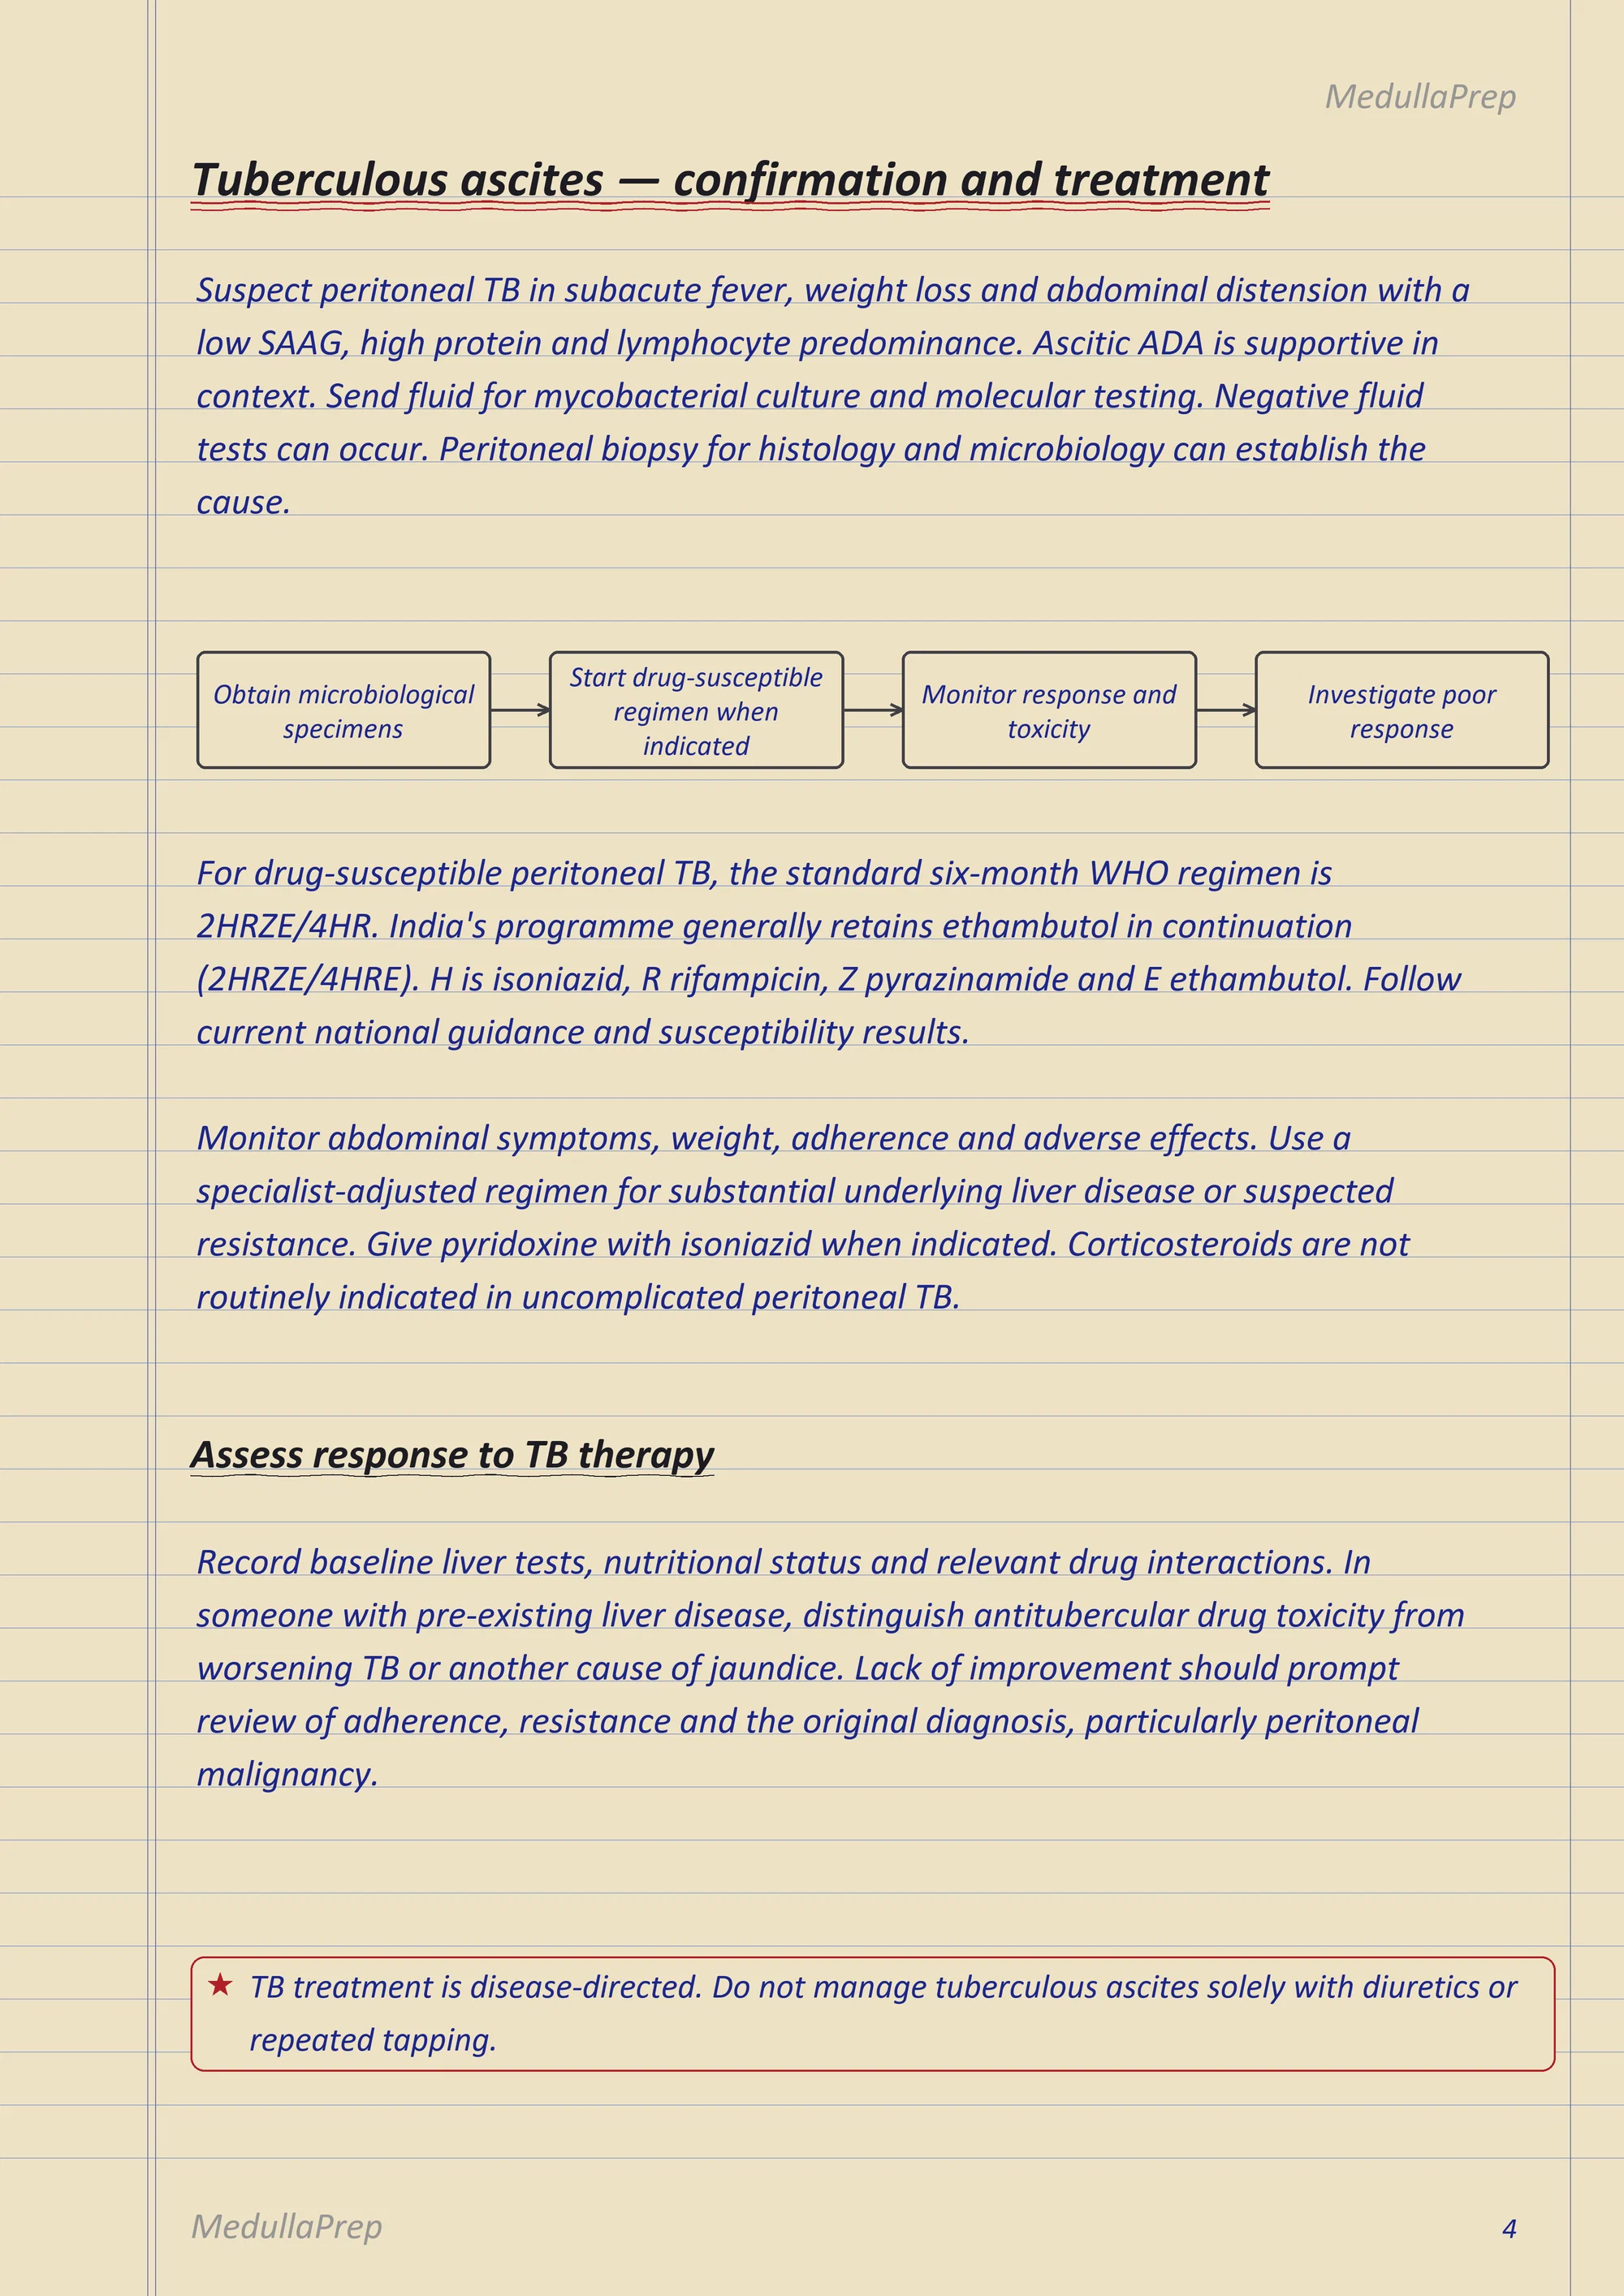 MedullaPrep
Tuberculous ascites — confirmation and treatment
Suspect peritoneal TB in subacute fever, weight loss and abdominal distension with a
low SAAG, high protein and lymphocyte predominance. Ascitic ADA is supportive in
context. Send fluid for mycobacterial culture and molecular testing. Negative fluid
tests can occur. Peritoneal biopsy for histology and microbiology can establish the
cause.
Obtain microbiological
specimens
Start drug-susceptible
regimen when
indicated
Monitor response and
toxicity
Investigate poor
response
For drug-susceptible peritoneal TB, the standard six-month WHO regimen is
2HRZE/4HR. India's programme generally retains ethambutol in continuation
(2HRZE/4HRE). H is isoniazid, R rifampicin, Z pyrazinamide and E ethambutol. Follow
current national guidance and susceptibility results.
Monitor abdominal symptoms, weight, adherence and adverse effects. Use a
specialist-adjusted regimen for substantial underlying liver disease or suspected
resistance. Give pyridoxine with isoniazid when indicated. Corticosteroids are not
routinely indicated in uncomplicated peritoneal TB.
Assess response to TB therapy
Record baseline liver tests, nutritional status and relevant drug interactions. In
someone with pre-existing liver disease, distinguish antitubercular drug toxicity from
worsening TB or another cause of jaundice. Lack of improvement should prompt
review of adherence, resistance and the original diagnosis, particularly peritoneal
malignancy.
★ TB treatment is disease-directed. Do not manage tuberculous ascites solely with diuretics or
repeated tapping.
MedullaPrep
4